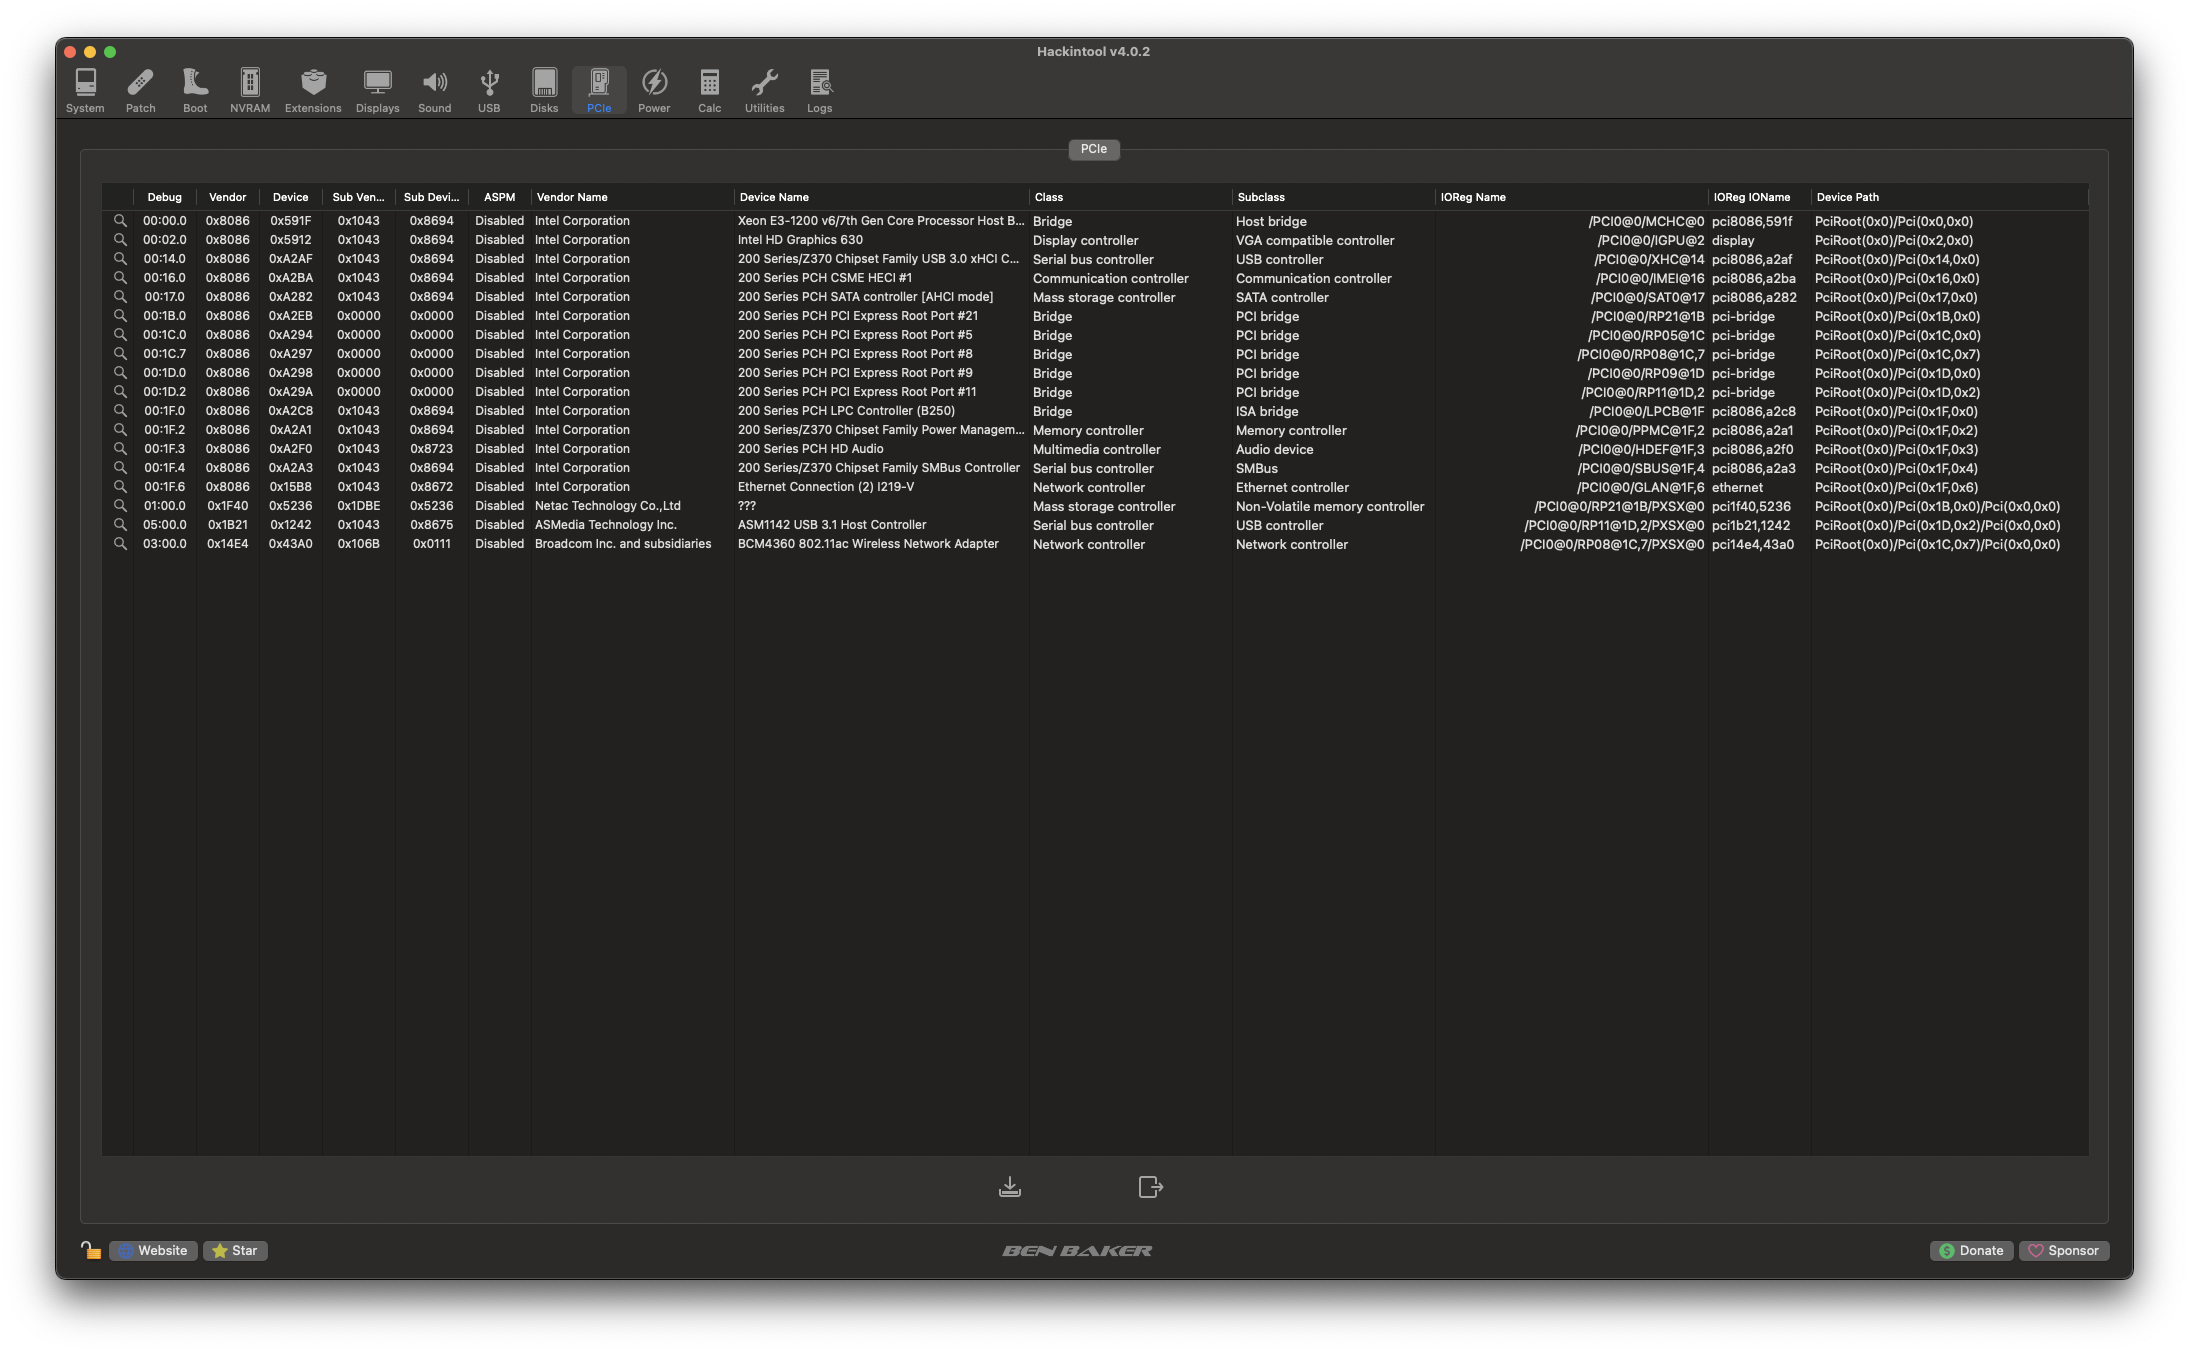 Hackintool v4.0.2
System Patch Boot NVRAM Extensions Displays Sound USB Disks PCIe Power Calc Utilities Logs
PCIe
Debug Vendor Device Sub Ven... Sub Devi... ASPM Vendor Name Device Name Class Subclass IOReg Name IOReg IOName Device Path
00:00.0 0x8086 0x591F 0x1043 0x8694 Disabled Intel Corporation Xeon E3-1200 v6/7th Gen Core Processor Host B... Bridge Host bridge /PCI0@0/MCHC@0 pci8086,591f PciRoot(0x0)/Pci(0x0,0x0)
00:02.0 0x8086 0x5912 0x1043 0x8694 Disabled Intel Corporation Intel HD Graphics 630 Display controller VGA compatible controller /PCI0@0/IGPU@2 display PciRoot(0x0)/Pci(0x2,0x0)
00:14.0 0x8086 0xA2AF 0x1043 0x8694 Disabled Intel Corporation 200 Series/Z370 Chipset Family USB 3.0 xHCI C... Serial bus controller USB controller /PCI0@0/XHC@14 pci8086,a2af PciRoot(0x0)/Pci(0x14,0x0)
00:16.0 0x8086 0xA2BA 0x1043 0x8694 Disabled Intel Corporation 200 Series PCH CSME HECI #1 Communication controller Communication controller /PCI0@0/IMEI@16 pci8086,a2ba PciRoot(0x0)/Pci(0x16,0x0)
00:17.0 0x8086 0xA282 0x1043 0x8694 Disabled Intel Corporation 200 Series PCH SATA controller [AHCI mode] Mass storage controller SATA controller /PCI0@0/SAT0@17 pci8086,a282 PciRoot(0x0)/Pci(0x17,0x0)
00:1B.0 0x8086 0xA2EB 0x0000 0x0000 Disabled Intel Corporation 200 Series PCH PCI Express Root Port #21 Bridge PCI bridge /PCI0@0/RP21@1B pci-bridge PciRoot(0x0)/Pci(0x1B,0x0)
00:1C.0 0x8086 0xA294 0x0000 0x0000 Disabled Intel Corporation 200 Series PCH PCI Express Root Port #5 Bridge PCI bridge /PCI0@0/RP05@1C pci-bridge PciRoot(0x0)/Pci(0x1C,0x0)
00:1C.7 0x8086 0xA297 0x0000 0x0000 Disabled Intel Corporation 200 Series PCH PCI Express Root Port #8 Bridge PCI bridge /PCI0@0/RP08@1C,7 pci-bridge PciRoot(0x0)/Pci(0x1C,0x7)
00:1D.0 0x8086 0xA298 0x0000 0x0000 Disabled Intel Corporation 200 Series PCH PCI Express Root Port #9 Bridge PCI bridge /PCI0@0/RP09@1D pci-bridge PciRoot(0x0)/Pci(0x1D,0x0)
00:1D.2 0x8086 0xA29A 0x0000 0x0000 Disabled Intel Corporation 200 Series PCH PCI Express Root Port #11 Bridge PCI bridge /PCI0@0/RP11@1D,2 pci-bridge PciRoot(0x0)/Pci(0x1D,0x2)
00:1F.0 0x8086 0xA2C8 0x1043 0x8694 Disabled Intel Corporation 200 Series PCH LPC Controller (B250) Bridge ISA bridge /PCI0@0/LPCB@1F pci8086,a2c8 PciRoot(0x0)/Pci(0x1F,0x0)
00:1F.2 0x8086 0xA2A1 0x1043 0x8694 Disabled Intel Corporation 200 Series/Z370 Chipset Family Power Managem... Memory controller Memory controller /PCI0@0/PPMC@1F,2 pci8086,a2a1 PciRoot(0x0)/Pci(0x1F,0x2)
00:1F.3 0x8086 0xA2F0 0x1043 0x8723 Disabled Intel Corporation 200 Series PCH HD Audio Multimedia controller Audio device /PCI0@0/HDEF@1F,3 pci8086,a2f0 PciRoot(0x0)/Pci(0x1F,0x3)
00:1F.4 0x8086 0xA2A3 0x1043 0x8694 Disabled Intel Corporation 200 Series/Z370 Chipset Family SMBus Controller Serial bus controller SMBus /PCI0@0/SBUS@1F,4 pci8086,a2a3 PciRoot(0x0)/Pci(0x1F,0x4)
00:1F.6 0x8086 0x15B8 0x1043 0x8672 Disabled Intel Corporation Ethernet Connection (2) I219-V Network controller Ethernet controller /PCI0@0/GLAN@1F,6 ethernet PciRoot(0x0)/Pci(0x1F,0x6)
01:00.0 0x1F40 0x5236 0x1DBE 0x5236 Disabled Netac Technology Co.,Ltd ??? Mass storage controller Non-Volatile memory controller /PCI0@0/RP21@1B/PXSX@0 pci1f40,5236 PciRoot(0x0)/Pci(0x1B,0x0)/Pci(0x0,0x0)
05:00.0 0x1B21 0x1242 0x1043 0x8675 Disabled ASMedia Technology Inc. ASM1142 USB 3.1 Host Controller Serial bus controller USB controller /PCI0@0/RP11@1D,2/PXSX@0 pci1b21,1242 PciRoot(0x0)/Pci(0x1D,0x2)/Pci(0x0,0x0)
03:00.0 0x14E4 0x43A0 0x106B 0x0111 Disabled Broadcom Inc. and subsidiaries BCM4360 802.11ac Wireless Network Adapter Network controller Network controller /PCI0@0/RP08@1C,7/PXSX@0 pci14e4,43a0 PciRoot(0x0)/Pci(0x1C,0x7)/Pci(0x0,0x0)
Website Star BEN BAKER Donate Sponsor